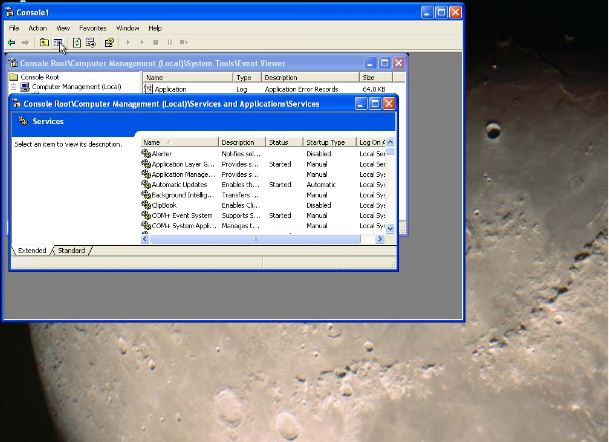 Console1
File Action View Favorites Window Help
Console Root\Computer Management (Local)\System Tools\Event Viewer
Console Root
Computer Management (Local)
Name Type Description Size
Application Log Application Error Records 64.0 KB
Console Root\Computer Management (Local)\Services and Applications\Services
Services
Select an item to view its description.
Name Description Status Startup Type Log On A
Alerter Notifies sel... Disabled Local Ser
Application Layer G... Provides s... Started Manual Local Ser
Application Manage... Provides s... Manual Local Sys
Automatic Updates Enables th... Started Automatic Local Sys
Background Intellig... Transfers ... Manual Local Sys
ClipBook Enables Cli... Disabled Local Sys
COM+ Event System Supports S... Started Manual Local Sys
COM+ System Appli... Manages t... Manual Local Sys
Extended Standard